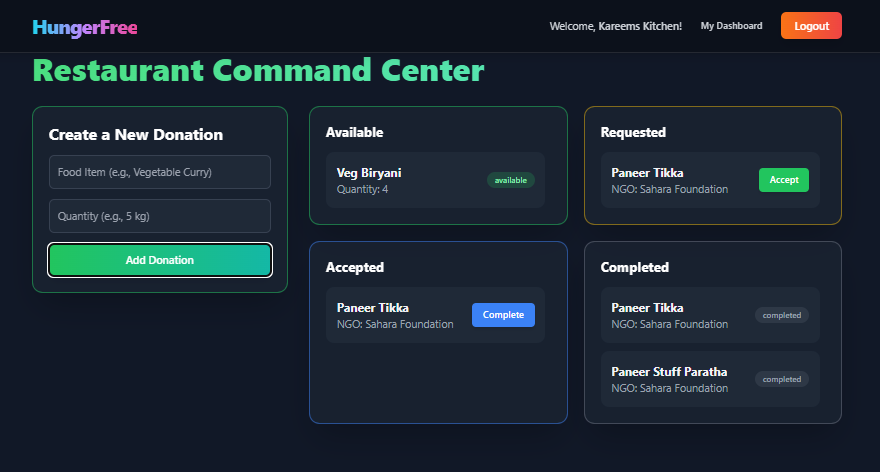 HungerFree
Welcome, Kareems Kitchen!
My Dashboard
Logout
Restaurant Command Center
Create a New Donation
Food Item (e.g., Vegetable Curry)
Quantity (e.g., 5 kg)
Add Donation
Available
Veg Biryani
Quantity: 4
available
Requested
Paneer Tikka
NGO: Sahara Foundation
Accept
Accepted
Paneer Tikka
NGO: Sahara Foundation
Complete
Completed
Paneer Tikka
NGO: Sahara Foundation
completed
Paneer Stuff Paratha
NGO: Sahara Foundation
completed